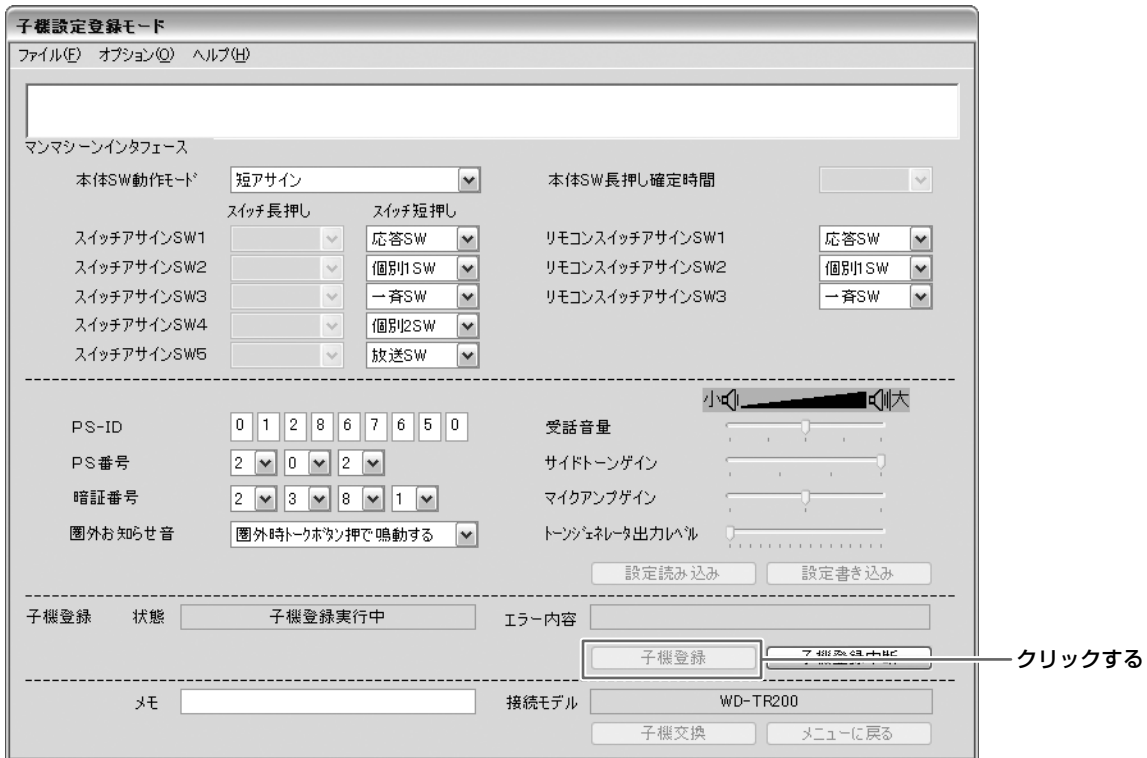 子機設定登録モード
ファイル(F) オプション(O) ヘルプ(H)
マンマシーンインタフェース
本体SW動作モード 短アサイン 本体SW長押し確定時間
スイッチ長押し スイッチ短押し
スイッチアサインSW1 応答SW リモコンスイッチアサインSW1 応答SW
スイッチアサインSW2 個別1SW リモコンスイッチアサインSW2 個別1SW
スイッチアサインSW3 一斉SW リモコンスイッチアサインSW3 一斉SW
スイッチアサインSW4 個別2SW
スイッチアサインSW5 放送SW
小 大
PS-ID 0 1 2 8 6 7 6 5 0 受話音量
PS番号 2 0 2 サイドトーンゲイン
暗証番号 2 3 8 1 マイクアンプゲイン
圏外お知らせ音 圏外時トークボタン押で鳴動する トーンジェネレータ出力レベル
設定読み込み 設定書き込み
子機登録 状態 子機登録実行中 エラー内容
子機登録 子機登録中断 クリックする
メモ 接続モデル WD-TR200
子機交換 メニューに戻る